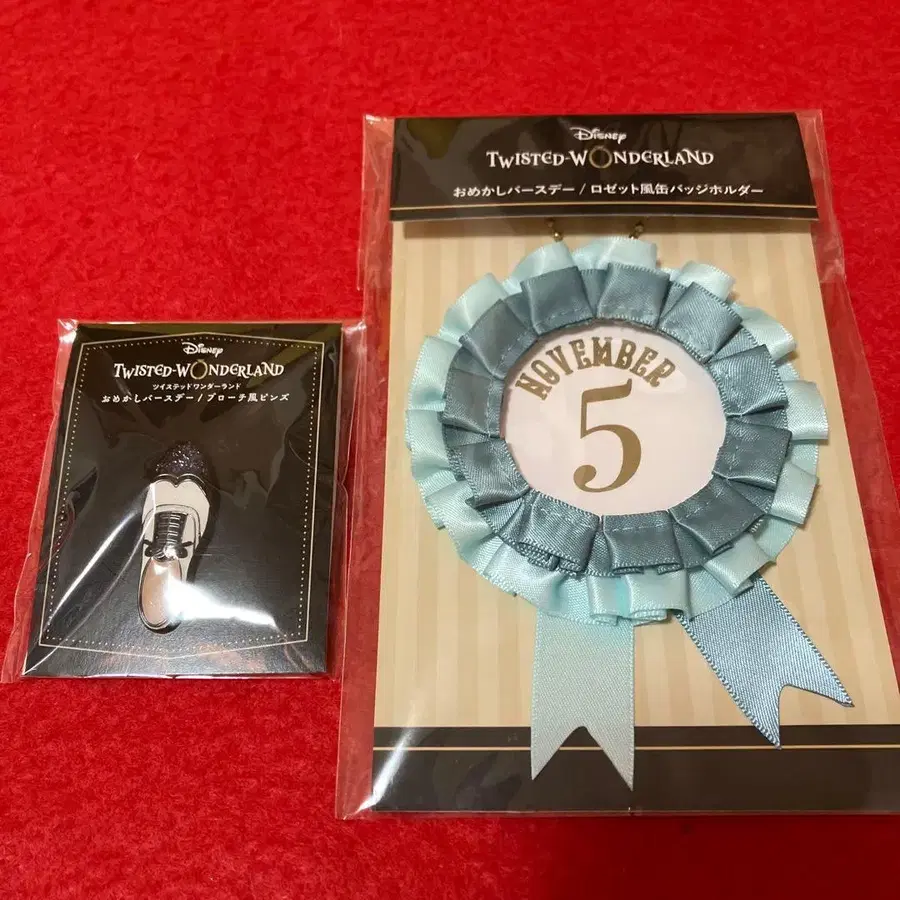 Disney
TWISTED-WONDERLAND
ツイステッドワンダーランド
おめかしバースデー / ブローチ風ピンズ
Disney
TWISTED-WONDERLAND
おめかしバースデー / ロゼット風缶バッジホルダー
NOVEMBER
5